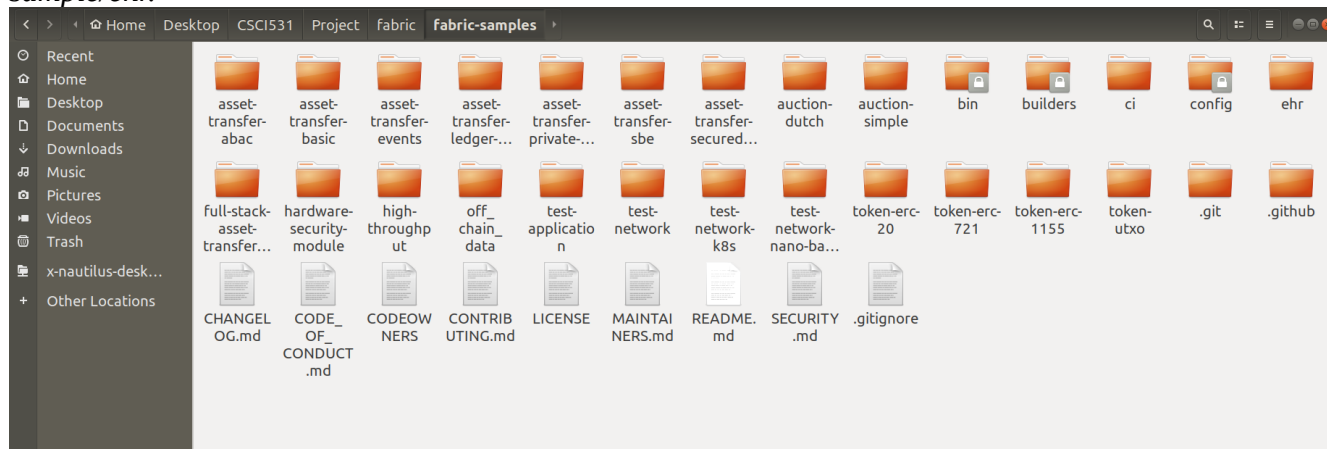 sample/ehr.
Home Desktop CSCI531 Project fabric fabric-samples
Recent
Home
Desktop
Documents
Downloads
Music
Pictures
Videos
Trash
x-nautilus-desk…
Other Locations
asset-
transfer-
abac
asset-
transfer-
basic
asset-
transfer-
events
asset-
transfer-
ledger-…
asset-
transfer-
private-…
asset-
transfer-
sbe
asset-
transfer-
secured…
auction-
dutch
auction-
simple
bin
builders
ci
config
ehr
full-stack-
asset-
transfer…
hardware-
security-
module
high-
throughp
ut
off_
chain_
data
test-
applicatio
n
test-
network
test-
network-
k8s
test-
network-
nano-ba…
token-erc-
20
token-erc-
721
token-erc-
1155
token-
utxo
.git
.github
CHANGEL
OG.md
CODE_
OF_
CONDUCT
.md
CODEOW
NERS
CONTRIB
UTING.md
LICENSE
MAINTAI
NERS.md
README.
md
SECURITY
.md
.gitignore